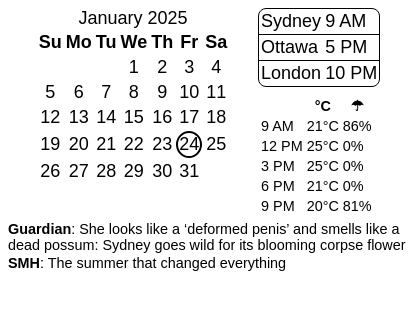 January 2025
Su Mo Tu We Th Fr Sa
1 2 3 4
5 6 7 8 9 10 11
12 13 14 15 16 17 18
19 20 21 22 23 24 25
26 27 28 29 30 31
Sydney 9 AM
Ottawa 5 PM
London 10 PM
°C ☂
9 AM 21°C 86%
12 PM 25°C 0%
3 PM 25°C 0%
6 PM 21°C 0%
9 PM 20°C 81%
Guardian: She looks like a ‘deformed penis’ and smells like a
dead possum: Sydney goes wild for its blooming corpse flower
SMH: The summer that changed everything